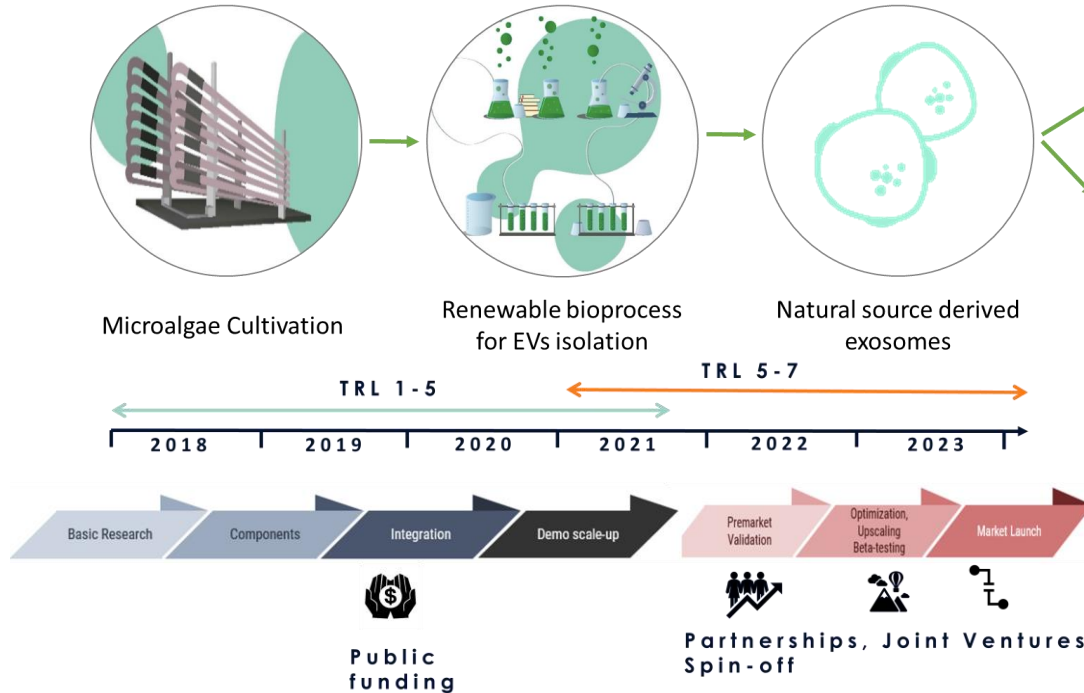 Microalgae Cultivation
Renewable bioprocess
for EVs isolation
Natural source derived
exosomes
TRL 1-5
TRL 5-7
2018
2019
2020
2021
2022
2023
Basic Research
Components
Integration
Demo scale-up
Premarket
Validation
Optimization,
Upscaling
Beta-testing
Market Launch
$
Public
funding
Partnerships, Joint Ventures
Spin-off